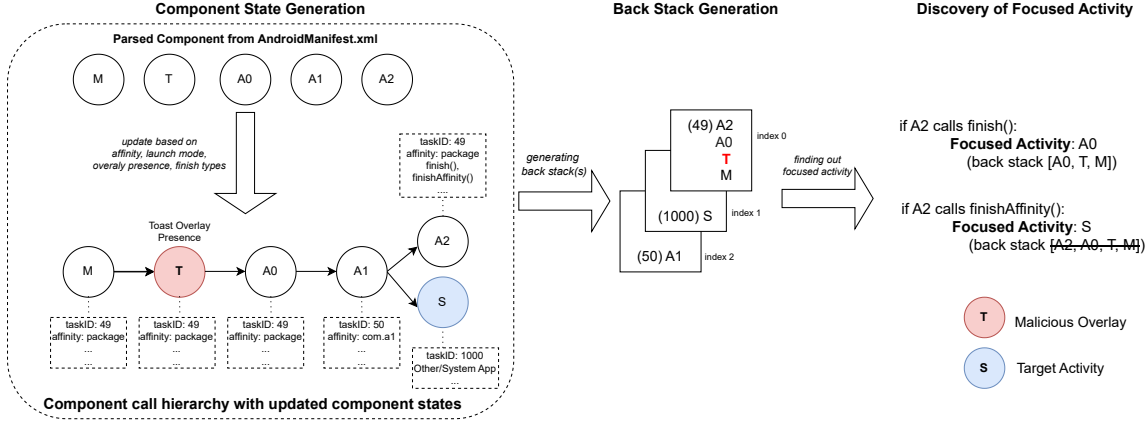 Component State Generation
Parsed Component from AndroidManifest.xml
M
T
A0
A1
A2
update based on
affinity, launch mode,
overaly presence, finish types
taskID: 49
affinity: package
finish(),
finishAffinity()
....
Toast Overlay
Presence
M
T
A0
A1
A2
S
taskID: 49
affinity: package
...
...
taskID: 49
affinity: package
...
...
taskID: 49
affinity: package
...
...
taskID: 50
affinity: com.a1
...
...
taskID: 1000
Other/System App
...
Component call hierarchy with updated component states
Back Stack Generation
generating
back stack(s)
(49) A2
A0
T
M
index 0
(1000) S
index 1
(50) A1
index 2
finding out
focused activity
Discovery of Focused Activity
if A2 calls finish():
Focused Activity: A0
(back stack [A0, T, M])
if A2 calls finishAffinity():
Focused Activity: S
(back stack [A2, A0, T, M])
T
Malicious Overlay
S
Target Activity